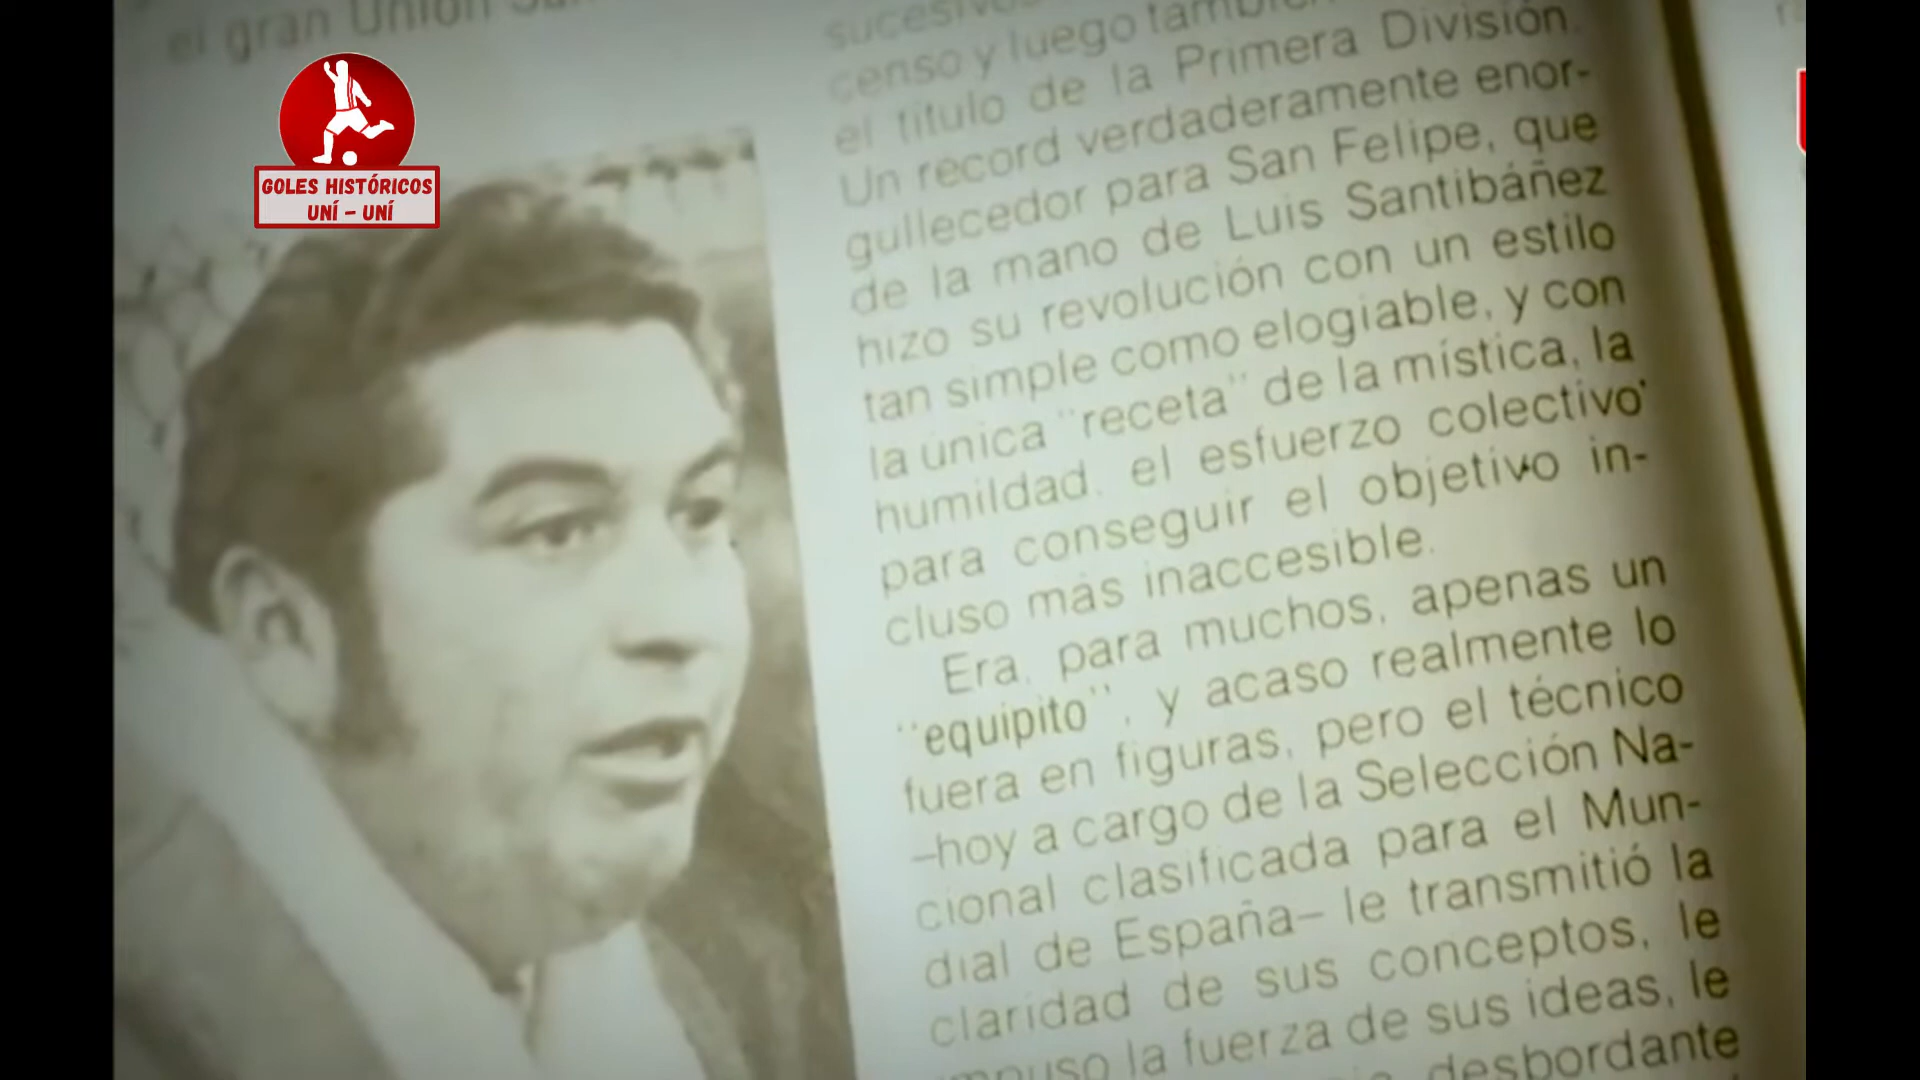 el gran Unión
GOLES HISTÓRICOS
UNÍ – UNÍ
censo y luego también
el título de la Primera División.
Un record verdaderamente enor-
gullecedor para San Felipe, que
de la mano de Luis Santibáñez
hizo su revolución con un estilo
tan simple como elogiable, y con
la única "receta" de la mística, la
humildad, el esfuerzo colectivo
para conseguir el objetivo in-
cluso más inaccesible.
Era, para muchos, apenas un
"equipito", y acaso realmente lo
fuera en figuras, pero el técnico
–hoy a cargo de la Selección Na-
cional clasificada para el Mun-
dial de España– le transmitió la
claridad de sus conceptos, le
la fuerza de sus ideas, le
desbordante